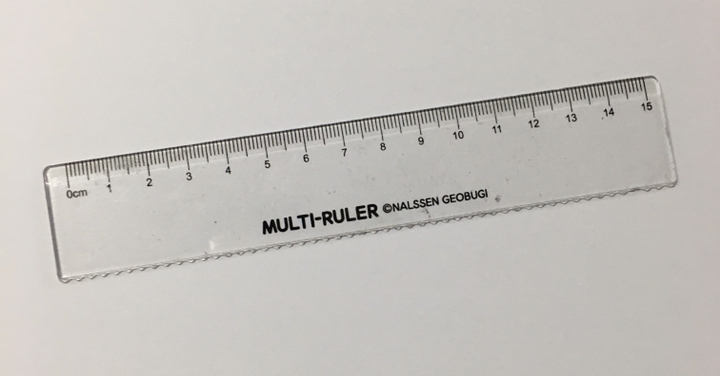 0cm 1 2 3 4 5 6 7 8 9 10 11 12 13 14 15
MULTI-RULER ©NALSSEN GEOBUGI